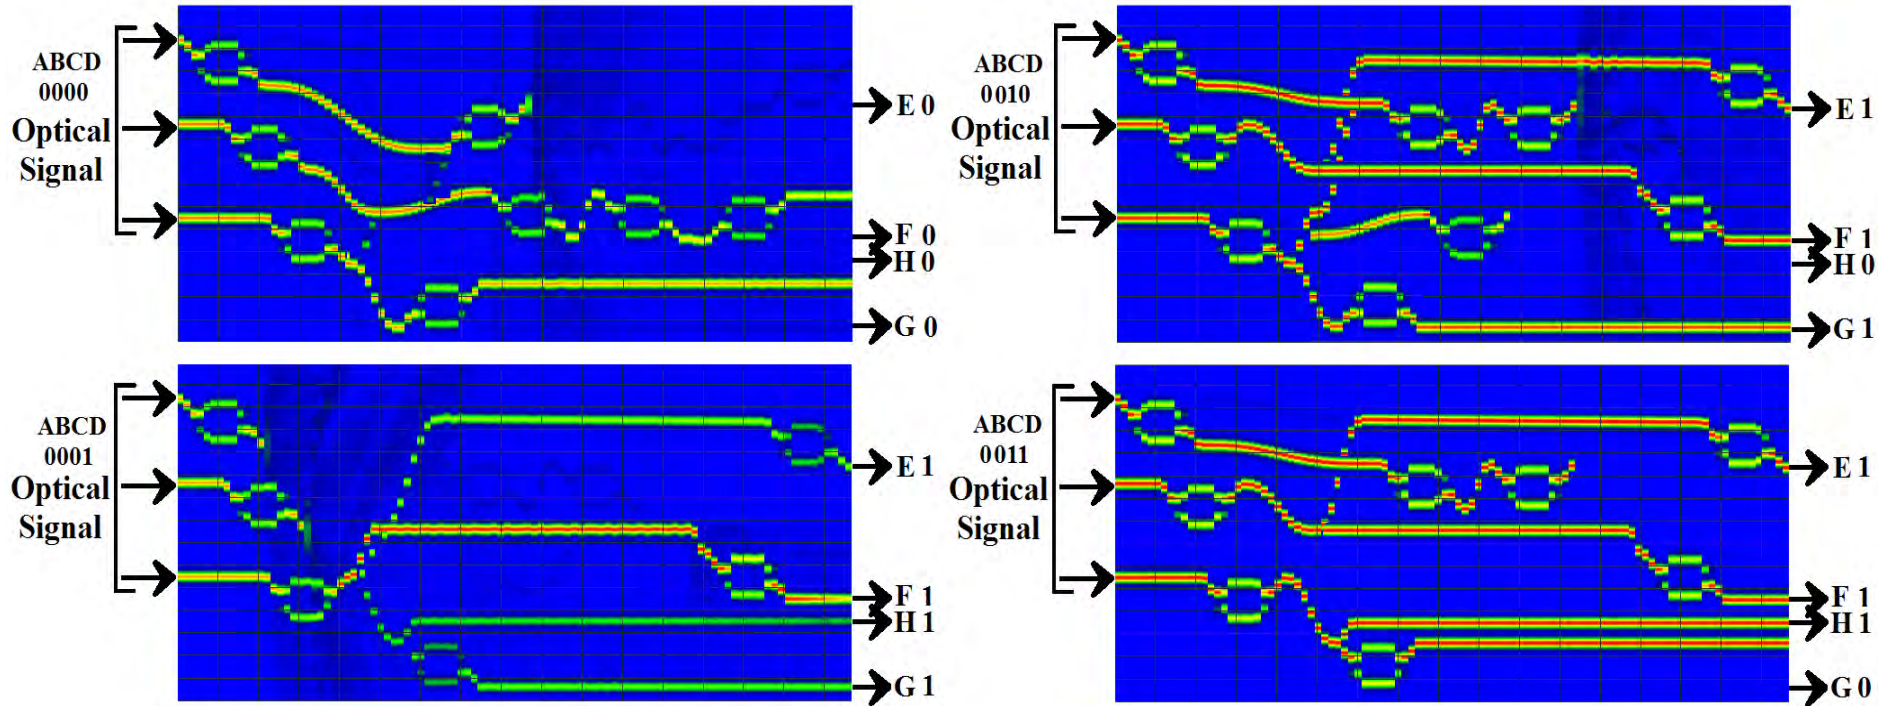 ABCD
0000
Optical
Signal
E 0
F 0
H 0
G 0
ABCD
0010
Optical
Signal
E 1
F 1
H 0
G 1
ABCD
0001
Optical
Signal
E 1
F 1
H 1
G 1
ABCD
0011
Optical
Signal
E 1
F 1
H 1
G 0